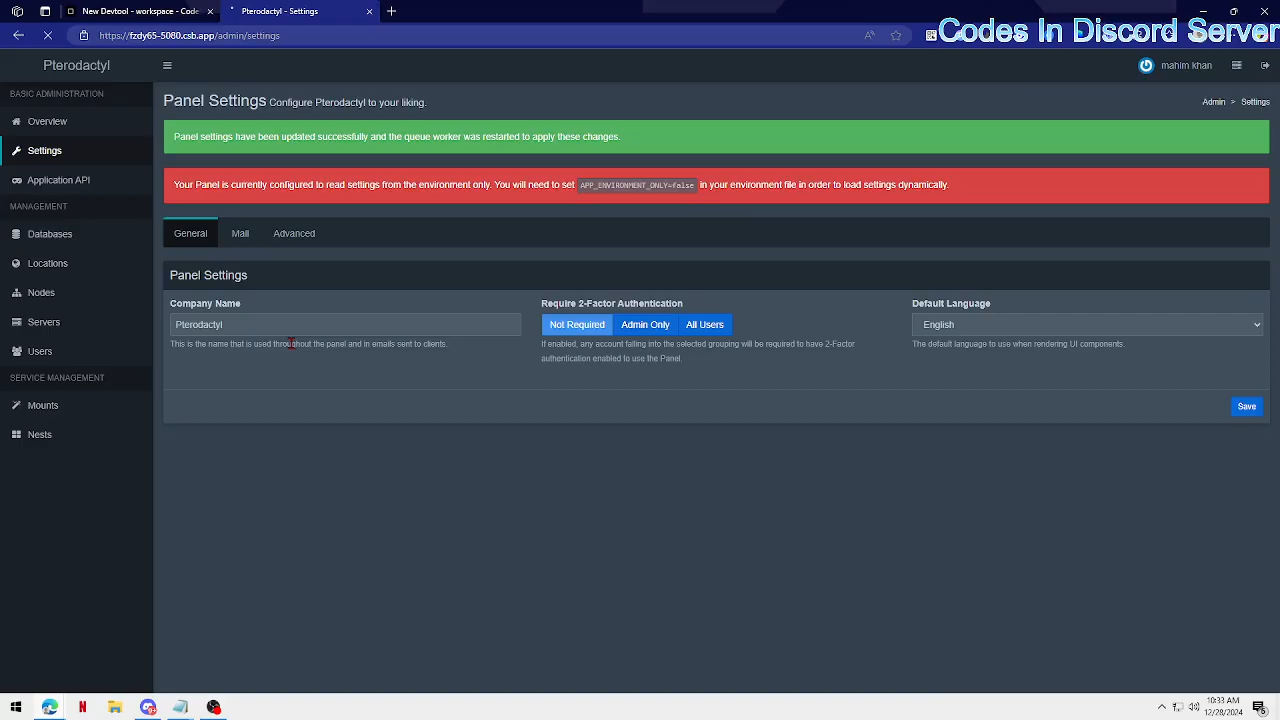 New Devtool - workspace - Code
Pterodactyl - Settings
https://fzdy65-5080.csb.app/admin/settings
Codes In Discord Server
Pterodactyl
mahim khan
BASIC ADMINISTRATION
Overview
Settings
Application API
MANAGEMENT
Databases
Locations
Nodes
Servers
Users
SERVICE MANAGEMENT
Mounts
Nests
Panel Settings Configure Pterodactyl to your liking.
Admin > Settings
Panel settings have been updated successfully and the queue worker was restarted to apply these changes.
Your Panel is currently configured to read settings from the environment only. You will need to set APP_ENVIRONMENT_ONLY=false in your environment file in order to load settings dynamically.
General Mail Advanced
Panel Settings
Company Name
Pterodactyl
This is the name that is used throughout the panel and in emails sent to clients.
Require 2-Factor Authentication
Not Required Admin Only All Users
If enabled, any account falling into the selected grouping will be required to have 2-Factor
authentication enabled to use the Panel.
Default Language
English
The default language to use when rendering UI components.
Save
10:33 AM
12/28/2024